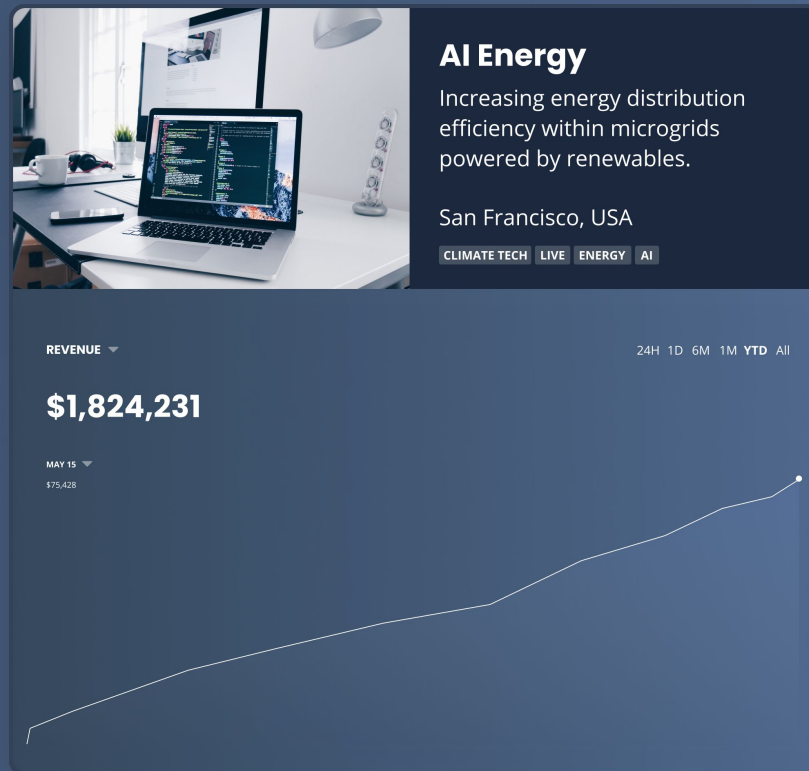 AI Energy
Increasing energy distribution
efficiency within microgrids
powered by renewables.
San Francisco, USA
CLIMATE TECH LIVE ENERGY AI
REVENUE 24H 1D 6M 1M YTD All
$1,824,231
MAY 15
$75,428